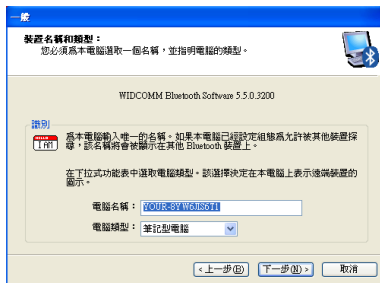 一般
裝置名稱和類型：
您必須為本電腦選取一個名稱，並指明電腦的類型。
WIDCOMM Bluetooth Software 5.5.0.3200
識別
HELLO
I AM
為本電腦輸入唯一的名稱。如果本電腦已經設定組態為允許被其他裝置探
尋，該名稱將會被顯示在其他 Bluetooth 裝置上。
在下拉式功能表中選取電腦類型。該選擇決定在本電腦上表示遠端裝置的
圖示。
電腦名稱： YOUR-8YW6JIS6T1
電腦類型： 筆記型電腦
<上一步(B) 下一步(N)> 取消